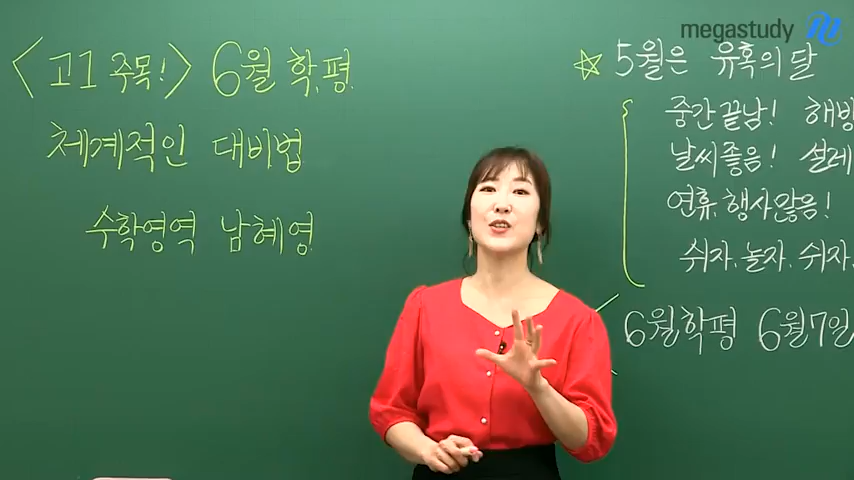 megastudy
<고1 주목!> 6월 학.평.
체계적인 대비법
수학영역 남혜영
☆ 5월은 유혹의 달
중간끝남! 해방
날씨좋음! 설레
연휴, 행사많음!
쉬자. 놀자. 쉬자.
6월학평 6월7일